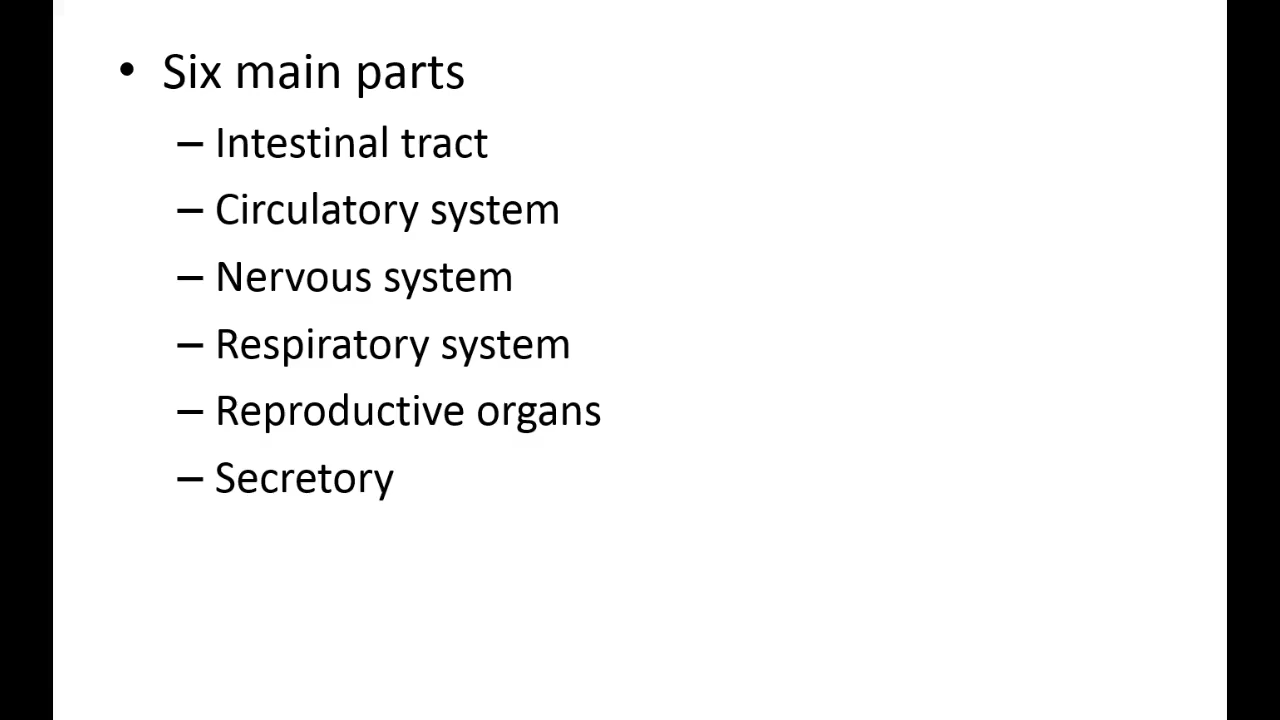 • Six main parts
– Intestinal tract
– Circulatory system
– Nervous system
– Respiratory system
– Reproductive organs
– Secretory